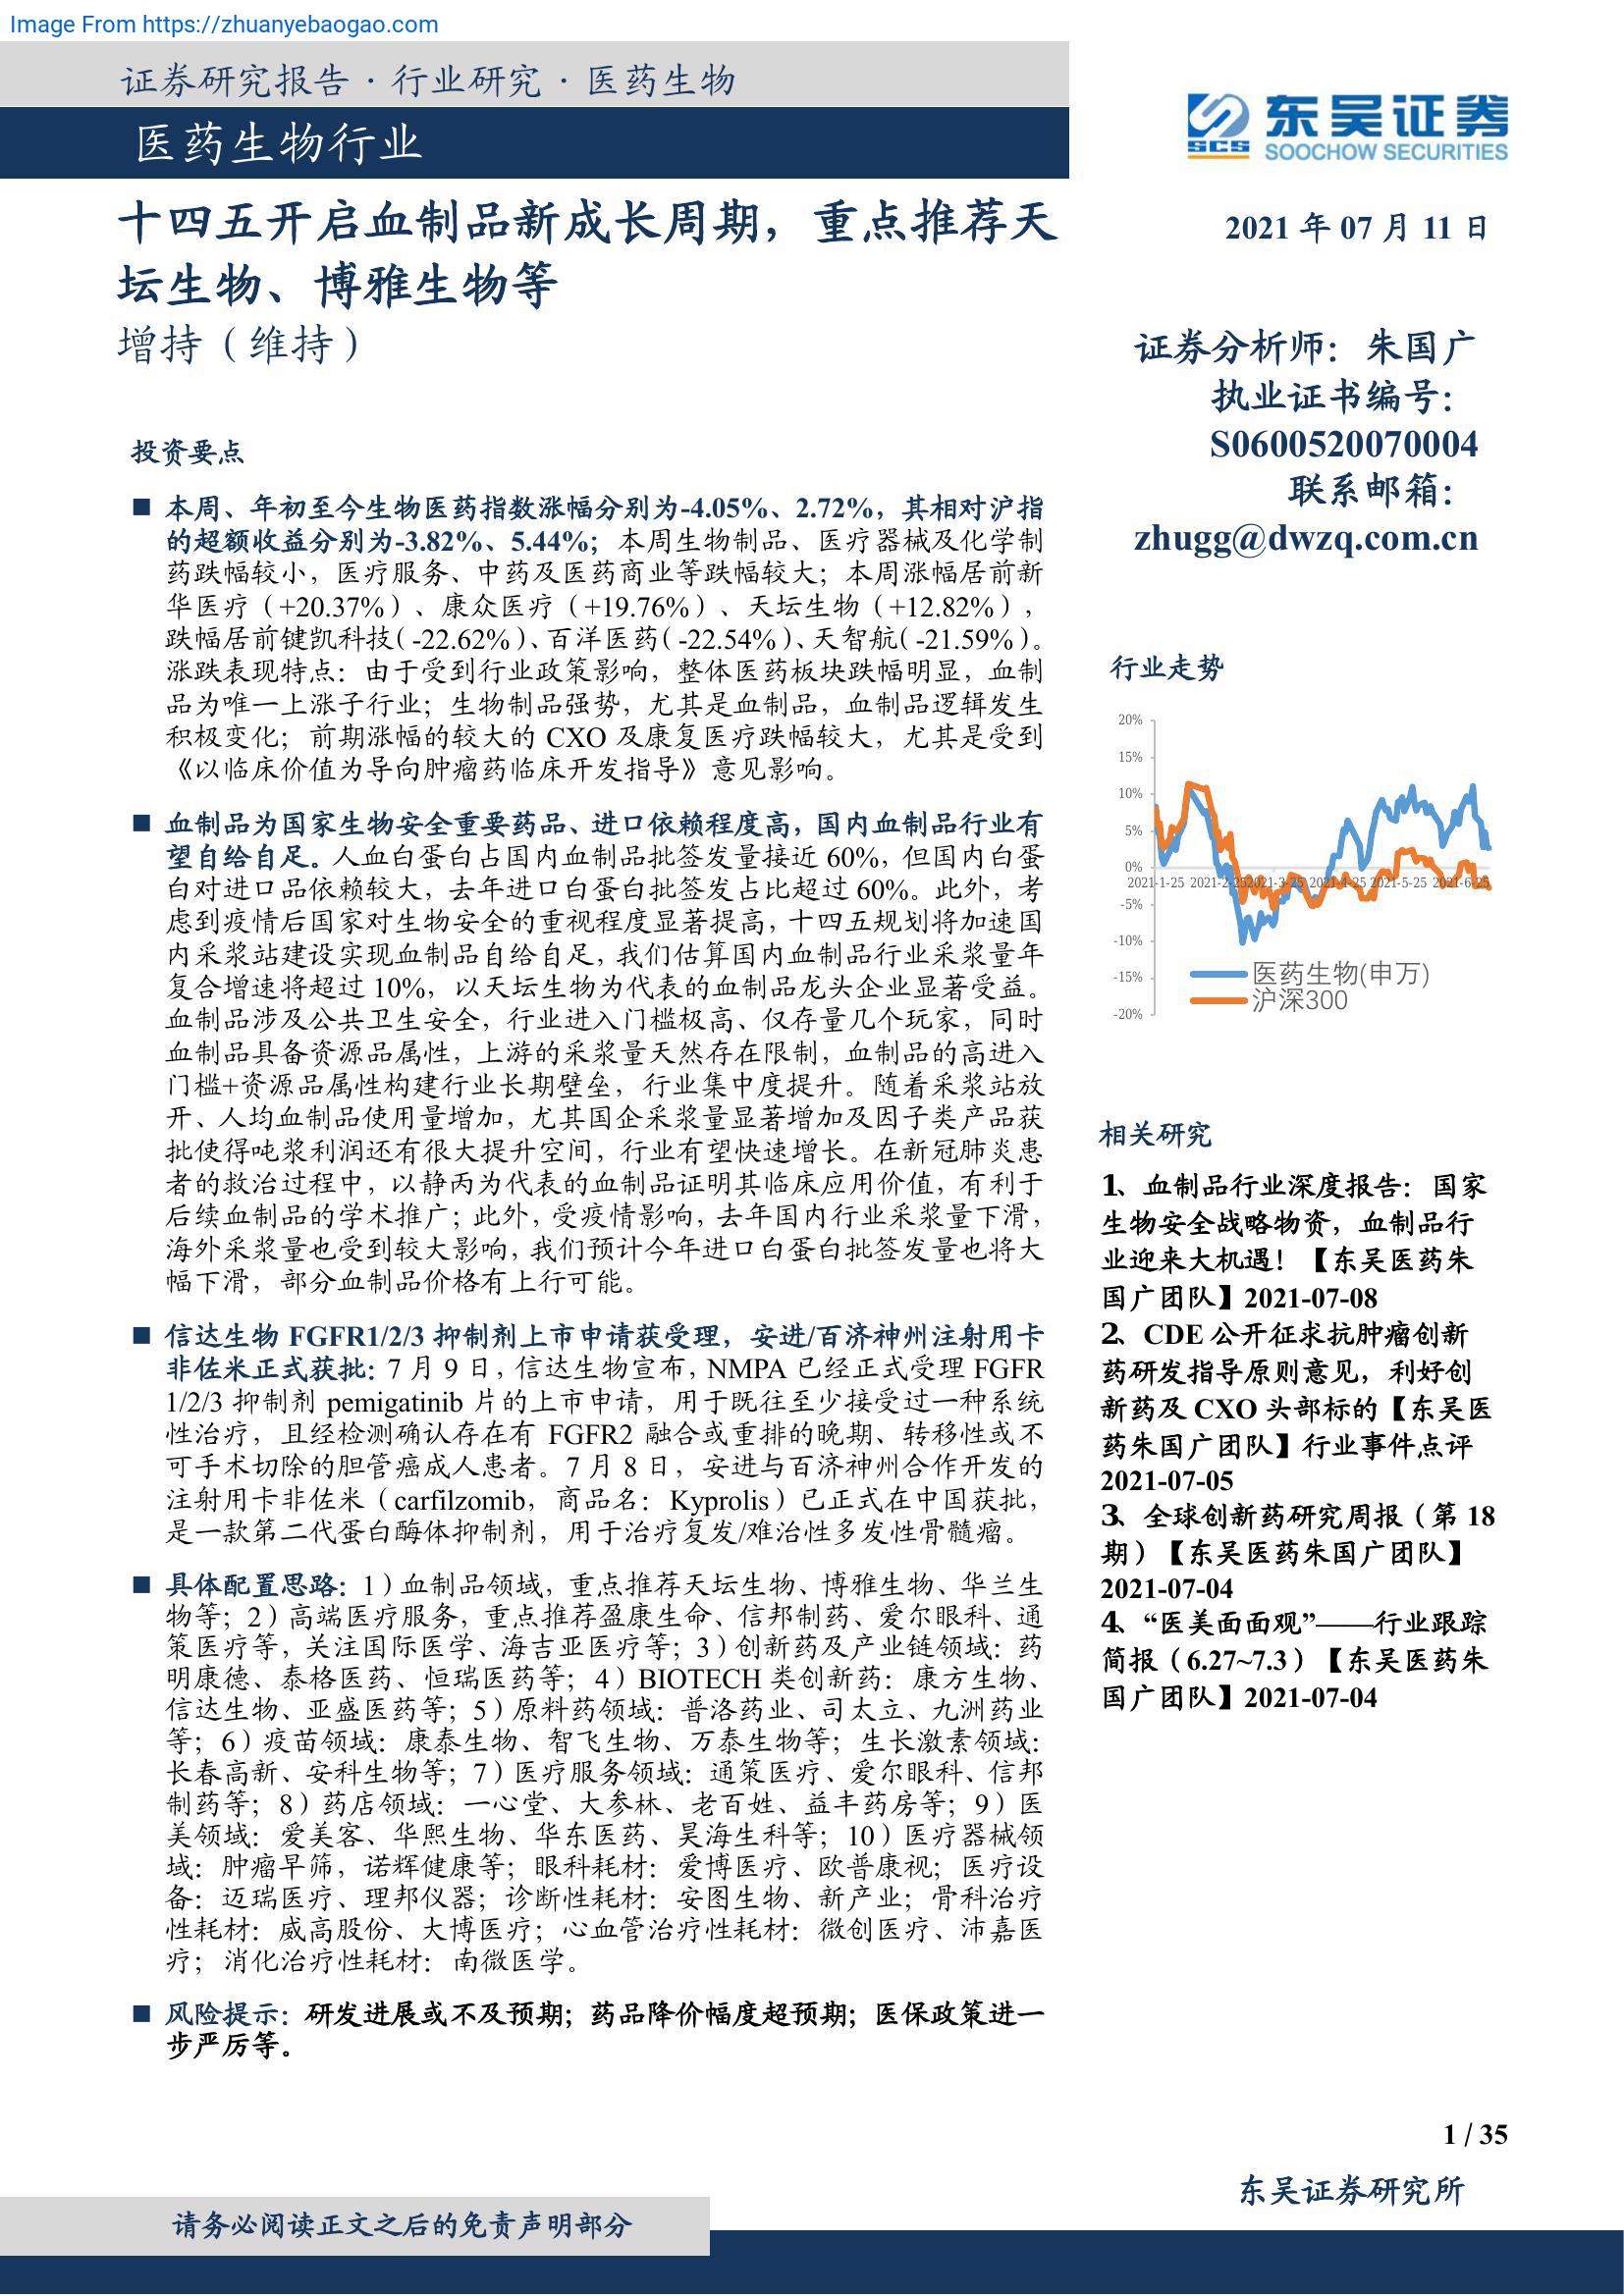 Image From https://zhuanyebaogao.com
证券研究报告·行业研究·医药生物
医药生物行业
东吴证券
SCS
SOOCHOW SECURITIES
十四五开启血制品新成长周期，重点推荐天
坛生物、博雅生物等
增持（维持）
2021 年 07 月 11 日
证券分析师：朱国广
执业证书编号：
S0600520070004
联系邮箱：
zhugg@dwzq.com.cn
投资要点
■ 本周、年初至今生物医药指数涨幅分别为-4.05%、2.72%，其相对沪指
的超额收益分别为-3.82%、5.44%；本周生物制品、医疗器械及化学制
药跌幅较小，医疗服务、中药及医药商业等跌幅较大；本周涨幅居前新
华医疗（+20.37%）、康众医疗（+19.76%）、天坛生物（+12.82%），
跌幅居前键凯科技（-22.62%）、百洋医药（-22.54%）、天智航（-21.59%）。
涨跌表现特点：由于受到行业政策影响，整体医药板块跌幅明显，血制
品为唯一上涨子行业；生物制品强势，尤其是血制品，血制品逻辑发生
积极变化；前期涨幅的较大的 CXO 及康复医疗跌幅较大，尤其是受到
《以临床价值为导向肿瘤药临床开发指导》意见影响。
■ 血制品为国家生物安全重要药品、进口依赖程度高，国内血制品行业有
望自给自足。人血白蛋白占国内血制品批签发量接近 60%，但国内白蛋
白对进口品依赖较大，去年进口白蛋白批签发占比超过 60%。此外，考
虑到疫情后国家对生物安全的重视程度显著提高，十四五规划将加速国
内采浆站建设实现血制品自给自足，我们估算国内血制品行业采浆量年
复合增速将超过 10%，以天坛生物为代表的血制品龙头企业显著受益。
血制品涉及公共卫生安全，行业进入门槛极高、仅存量几个玩家，同时
血制品具备资源品属性，上游的采浆量天然存在限制，血制品的高进入
门槛+资源品属性构建行业长期壁垒，行业集中度提升。随着采浆站放
开、人均血制品使用量增加，尤其国企采浆量显著增加及因子类产品获
批使得吨浆利润还有很大提升空间，行业有望快速增长。在新冠肺炎患
者的救治过程中，以静丙为代表的血制品证明其临床应用价值，有利于
后续血制品的学术推广；此外，受疫情影响，去年国内行业采浆量下滑，
海外采浆量也受到较大影响，我们预计今年进口白蛋白批签发量也将大
幅下滑，部分血制品价格有上行可能。
■ 信达生物 FGFR1/2/3 抑制剂上市申请获受理，安进/百济神州注射用卡
非佐米正式获批：7 月 9 日，信达生物宣布，NMPA 已经正式受理 FGFR
1/2/3 抑制剂 pemigatinib 片的上市申请，用于既往至少接受过一种系统
性治疗，且经检测确认存在有 FGFR2 融合或重排的晚期、转移性或不
可手术切除的胆管癌成人患者。7 月 8 日，安进与百济神州合作开发的
注射用卡非佐米（carfilzomib，商品名：Kyprolis）已正式在中国获批，
是一款第二代蛋白酶体抑制剂，用于治疗复发/难治性多发性骨髓瘤。
■ 具体配置思路：1）血制品领域，重点推荐天坛生物、博雅生物、华兰生
物等；2）高端医疗服务，重点推荐盈康生命、信邦制药、爱尔眼科、通
策医疗等，关注国际医学、海吉亚医疗等；3）创新药及产业链领域：药
明康德、泰格医药、恒瑞医药等；4）BIOTECH 类创新药：康方生物、
信达生物、亚盛医药等；5）原料药领域：普洛药业、司太立、九洲药业
等；6）疫苗领域：康泰生物、智飞生物、万泰生物等；生长激素领域：
长春高新、安科生物等；7）医疗服务领域：通策医疗、爱尔眼科、信邦
制药等；8）药店领域：一心堂、大参林、老百姓、益丰药房等；9）医
美领域：爱美客、华熙生物、华东医药、昊海生科等；10）医疗器械领
域：肿瘤早筛，诺辉健康等；眼科耗材：爱博医疗、欧普康视；医疗设
备：迈瑞医疗、理邦仪器；诊断性耗材：安图生物、新产业；骨科治疗
性耗材：威高股份、大博医疗；心血管治疗性耗材：微创医疗、沛嘉医
疗；消化治疗性耗材：南微医学。
■ 风险提示：研发进展或不及预期；药品降价幅度超预期；医保政策进一
步严厉等。
行业走势
20%
15%
10%
5%
0%
2021-1-25 2021-2-25 2021-3-25 2021-4-25 2021-5-25 2021-6-25
-5%
-10%
-15%
-20%
医药生物(申万)
沪深300
相关研究
1、血制品行业深度报告：国家
生物安全战略物资，血制品行
业迎来大机遇！【东吴医药朱
国广团队】2021-07-08
2、CDE 公开征求抗肿瘤创新
药研发指导原则意见，利好创
新药及 CXO 头部标的【东吴医
药朱国广团队】行业事件点评
2021-07-05
3、全球创新药研究周报（第 18
期）【东吴医药朱国广团队】
2021-07-04
4、“医美面面观”——行业跟踪
简报（6.27~7.3）【东吴医药朱
国广团队】2021-07-04
1 / 35
东吴证券研究所
请务必阅读正文之后的免责声明部分